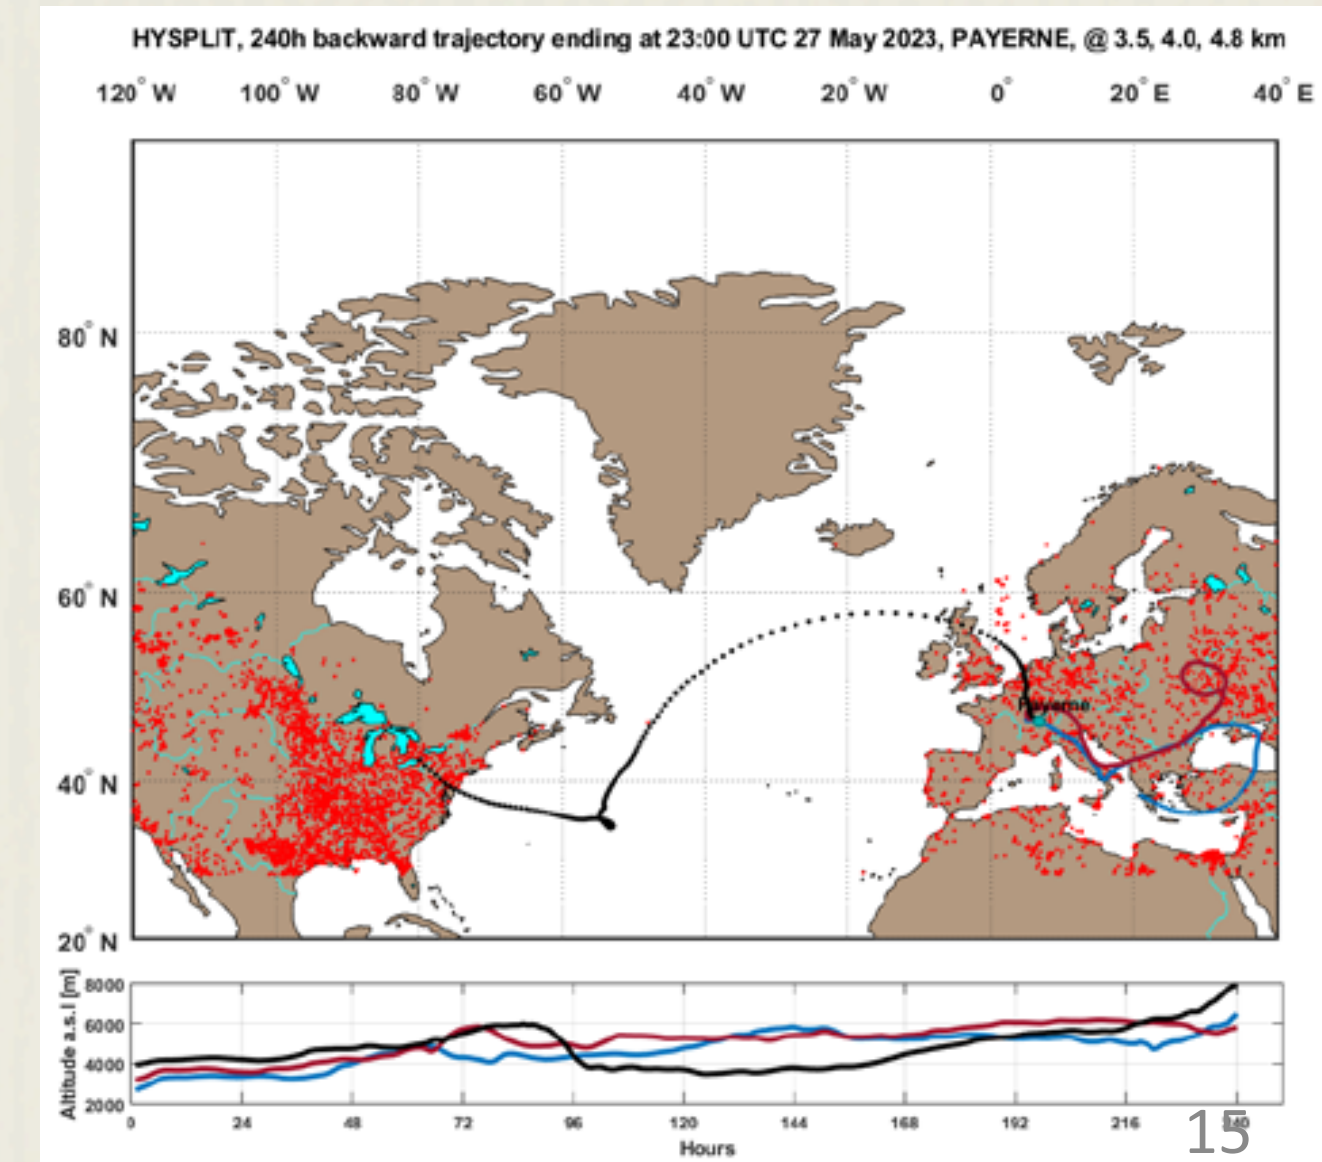 HYSPLIT, 240h backward trajectory ending at 23:00 UTC 27 May 2023, PAYERNE, @ 3.5, 4.0, 4.8 km
120° W 100° W 80° W 60° W 40° W 20° W 0° 20° E 40° E
80° N
60° N
Payerne
40° N
20° N
Altitude a.s.l [m]
8000
6000
4000
2000
0 24 48 72 96 120 144 168 192 216 240
Hours
15